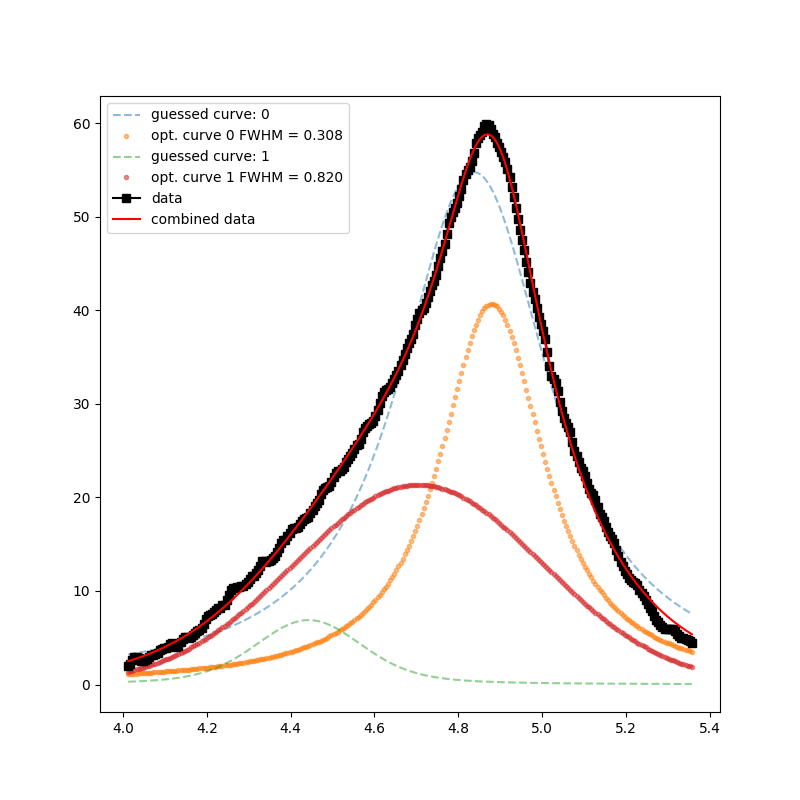 guessed curve: 0
opt. curve 0 FWHM = 0.308
guessed curve: 1
opt. curve 1 FWHM = 0.820
data
combined data
60
50
40
30
20
10
0
4.0 4.2 4.4 4.6 4.8 5.0 5.2 5.4